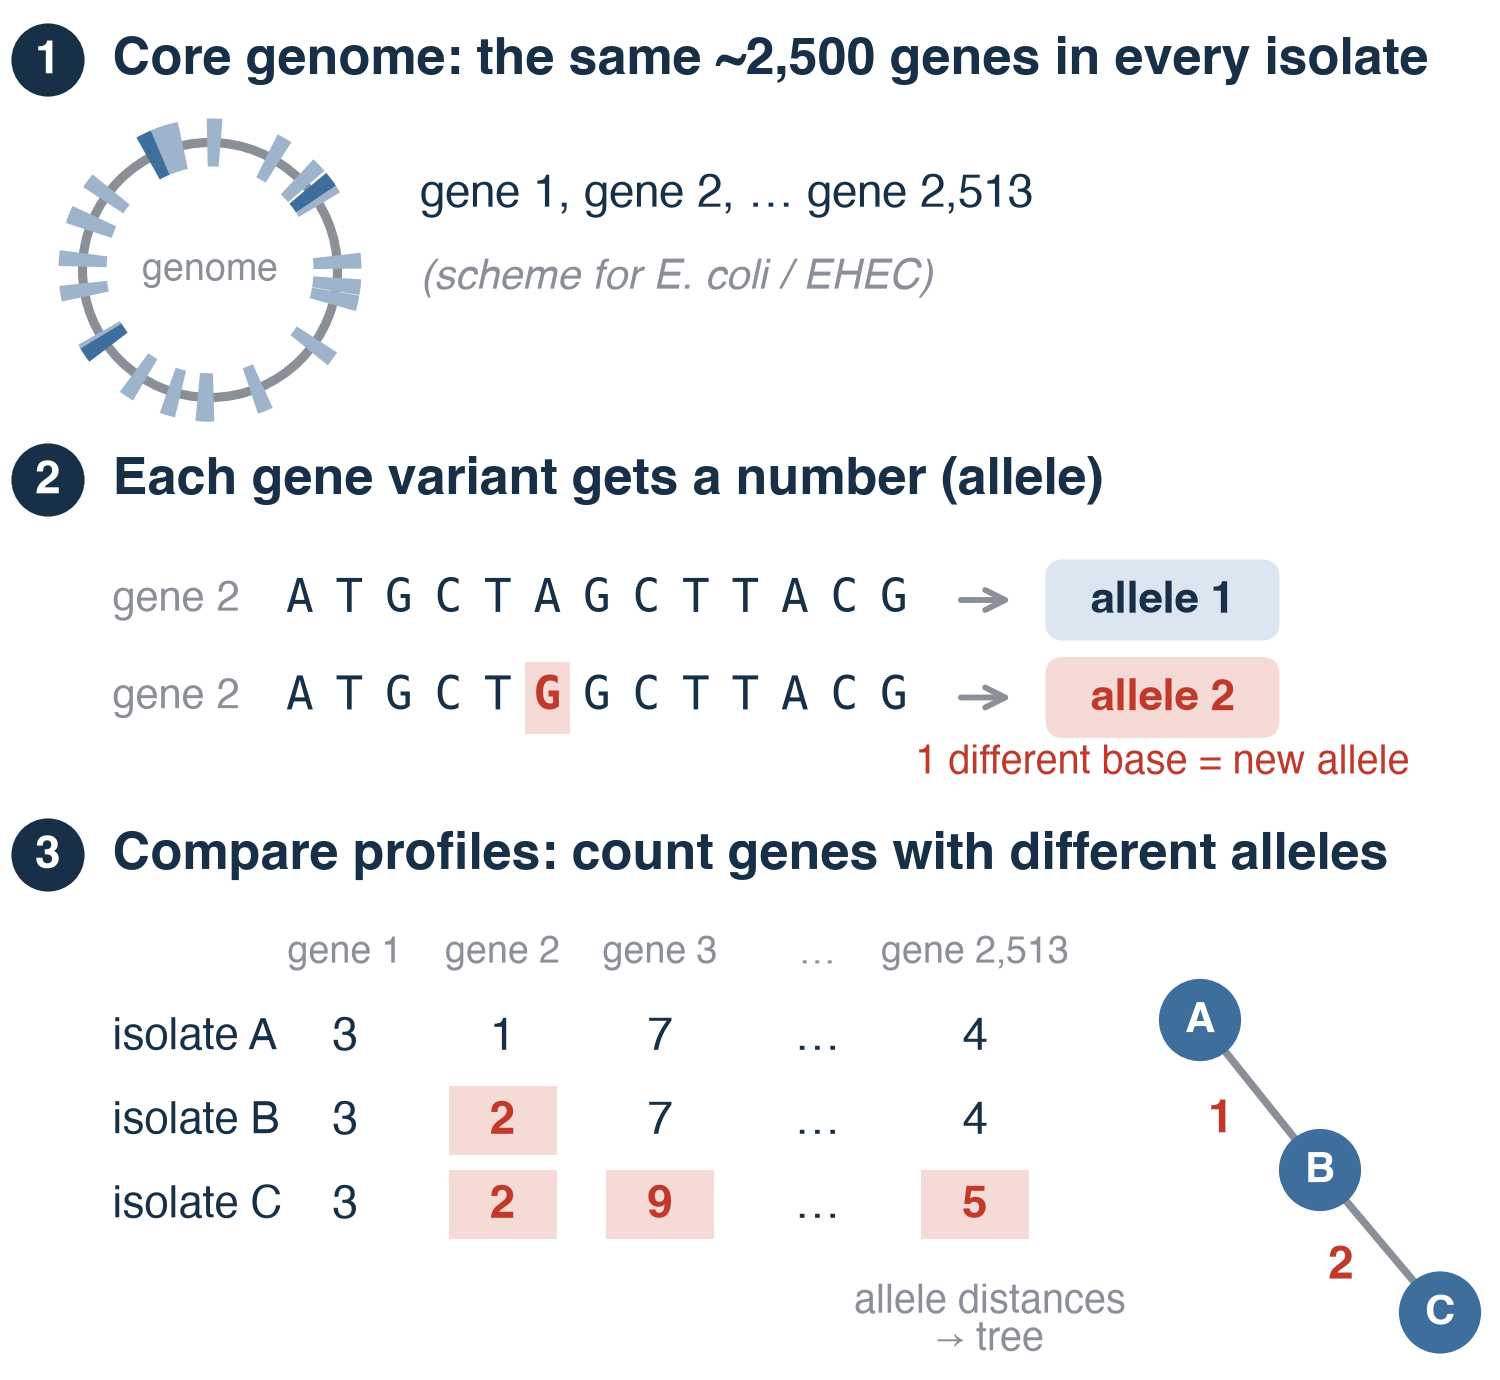 1 Core genome: the same ~2,500 genes in every isolate
genome
gene 1, gene 2, … gene 2,513
(scheme for E. coli / EHEC)
2 Each gene variant gets a number (allele)
gene 2 A T G C T A G C T T A C G → allele 1
gene 2 A T G C T G G C T T A C G → allele 2
1 different base = new allele
3 Compare profiles: count genes with different alleles
gene 1 gene 2 gene 3 … gene 2,513
isolate A 3 1 7 … 4
isolate B 3 2 7 … 4
isolate C 3 2 9 … 5
A
1
B
2
C
allele distances
→ tree